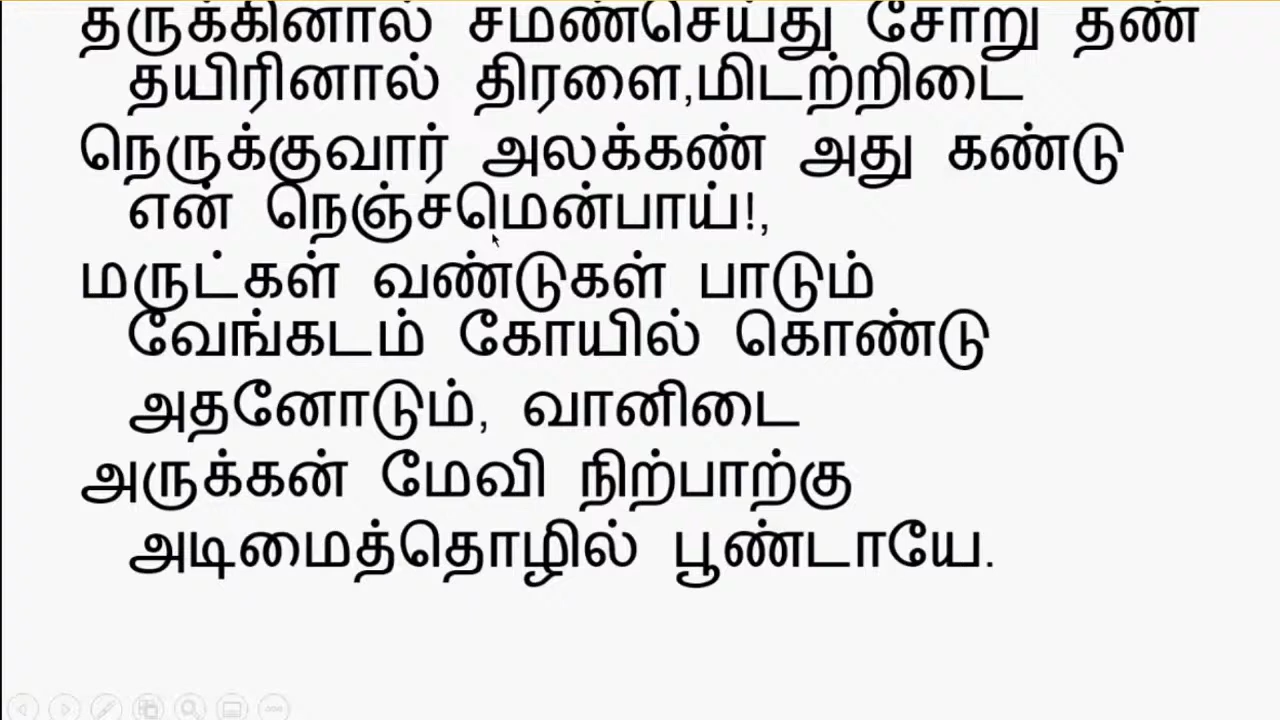 தருக்கினால் சமண்செய்து சோறு தண்
தயிரினால் திரளை,மிடற்றிடை
நெருக்குவார் அலக்கண் அது கண்டு
என் நெஞ்சமென்பாய்!,
மருட்கள் வண்டுகள் பாடும்
வேங்கடம் கோயில் கொண்டு
அதனோடும், வானிடை
அருக்கன் மேவி நிற்பாற்கு
அடிமைத்தொழில் பூண்டாயே.